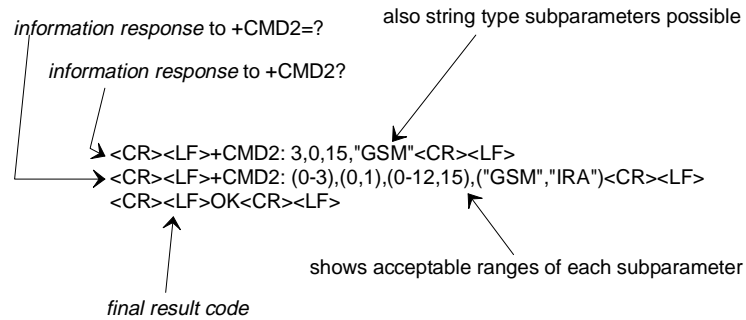 also string type subparameters possible
information response to +CMD2=?
information response to +CMD2?
<CR><LF>+CMD2: 3,0,15,"GSM"<CR><LF>
<CR><LF>+CMD2: (0-3),(0,1),(0-12,15),("GSM","IRA")<CR><LF>
<CR><LF>OK<CR><LF>
shows acceptable ranges of each subparameter
final result code